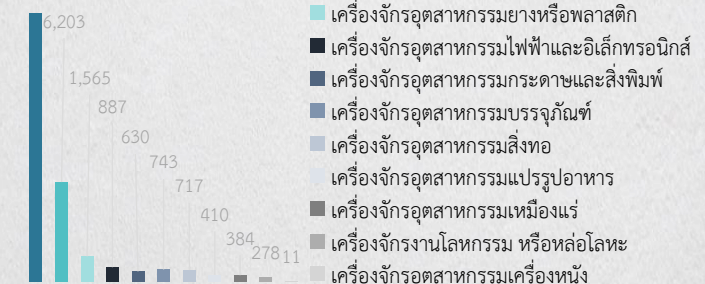 6,203
1,565
887
630
743
717
410
384
278
11
เครื่องจักรอุตสาหกรรมยางหรือพลาสติก
เครื่องจักรอุตสาหกรรมไฟฟ้าและอิเล็กทรอนิกส์
เครื่องจักรอุตสาหกรรมกระดาษและสิ่งพิมพ์
เครื่องจักรอุตสาหกรรมบรรจุภัณฑ์
เครื่องจักรอุตสาหกรรมสิ่งทอ
เครื่องจักรอุตสาหกรรมแปรรูปอาหาร
เครื่องจักรอุตสาหกรรมเหมืองแร่
เครื่องจักรงานโลหกรรม หรือหล่อโลหะ
เครื่องจักรอุตสาหกรรมเครื่องหนัง